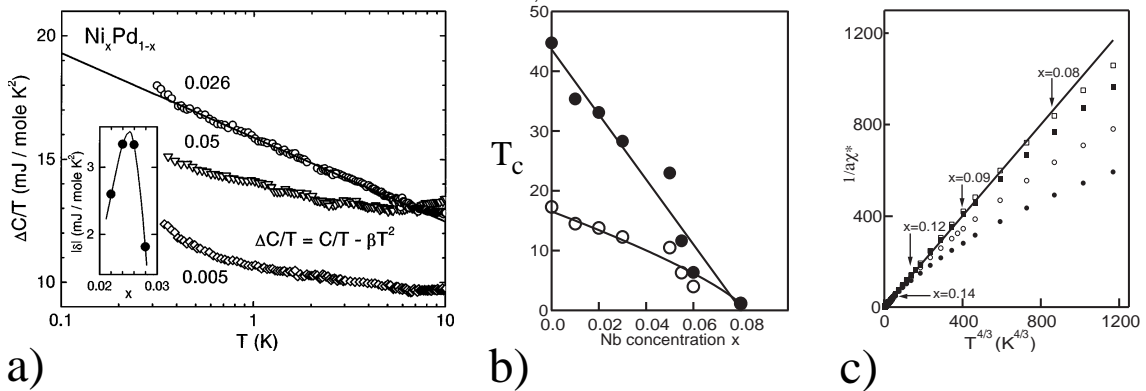 Ni_xPd_{1-x}
20
15
10
ΔC/T (mJ / mole K²)
0.026
0.05
0.005
ΔC/T = C/T - βT²
|δ| (mJ / mole K²)
3
2
0.02 0.03
x
0.1 1 10
T (K)
a)
50
40
30
20
10
0
T_c
0.0 0.02 0.04 0.06 0.08
Nb concentration x
b)
1200
800
400
0
1/aχ*
x=0.08
x=0.09
x=0.12
x=0.14
0 400 800 1200
T^{4/3}(K^{4/3})
c)